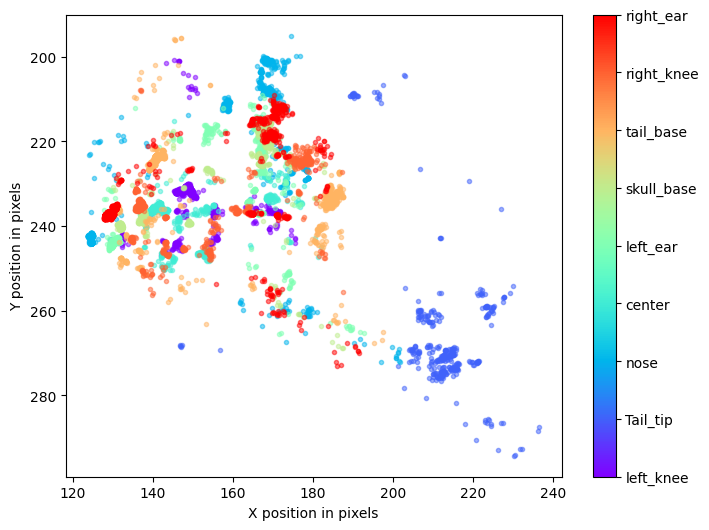 200
220
240
260
280
Y position in pixels
120
140
160
180
200
220
240
X position in pixels
right_ear
right_knee
tail_base
skull_base
left_ear
center
nose
Tail_tip
left_knee